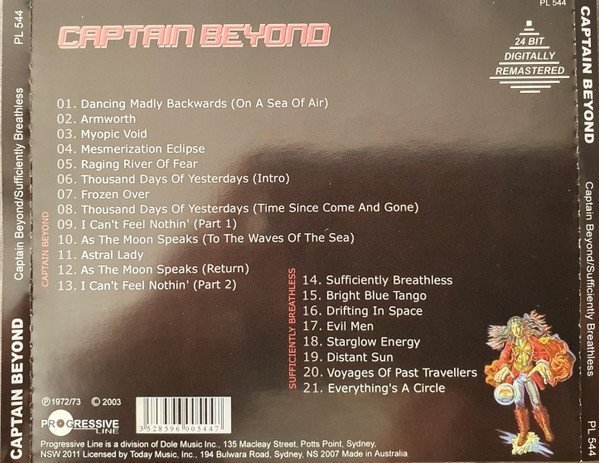 PL 544
Captain Beyond/Sufficiently Breathless
CAPTAIN BEYOND
CAPTAIN BEYOND
PL 544
24 BIT
DIGITALLY
REMASTERED
01. Dancing Madly Backwards (On A Sea Of Air)
02. Armworth
03. Myopic Void
04. Mesmerization Eclipse
05. Raging River Of Fear
06. Thousand Days Of Yesterdays (Intro)
07. Frozen Over
08. Thousand Days Of Yesterdays (Time Since Come And Gone)
09. I Can't Feel Nothin' (Part 1)
10. As The Moon Speaks (To The Waves Of The Sea)
11. Astral Lady
12. As The Moon Speaks (Return)
13. I Can't Feel Nothin' (Part 2)
CAPTAIN BEYOND
SUFFICIENTLY BREATHLESS
14. Sufficiently Breathless
15. Bright Blue Tango
16. Drifting In Space
17. Evil Men
18. Starglow Energy
19. Distant Sun
20. Voyages Of Past Travellers
21. Everything's A Circle
℗ 1972/73 © 2003
PROGRESSIVE
LINE
3 528596 005447
Progressive Line is a division of Dole Music Inc., 135 Macleay Street, Potts Point, Sydney,
NSW 2011 Licensed by Today Music Inc., 194 Bulwara Road, Sydney, NS 2007 Made in Australia
CAPTAIN BEYOND
Captain Beyond/Sufficiently Breathless
PL 544